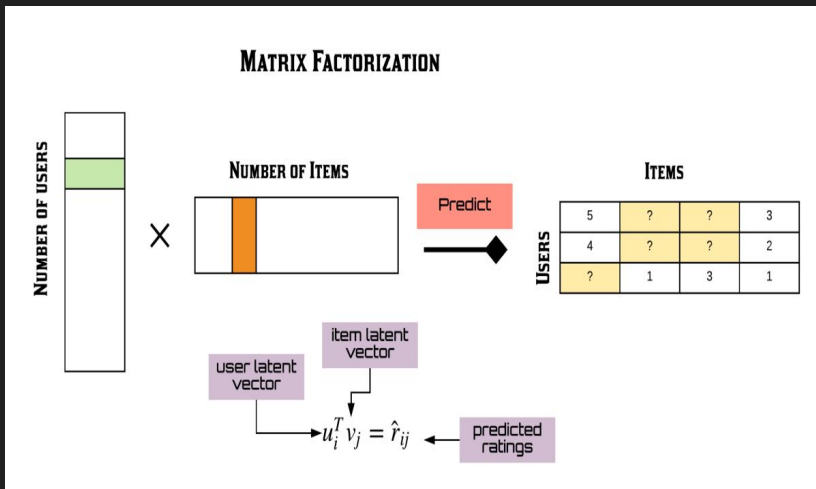 MATRIX FACTORIZATION
NUMBER OF USERS
×
NUMBER OF ITEMS
Predict
ITEMS
USERS
5 ? ? 3
4 ? ? 2
? 1 3 1
user latent
vector
item latent
vector
u_i^T v_j = r̂_ij
predicted
ratings